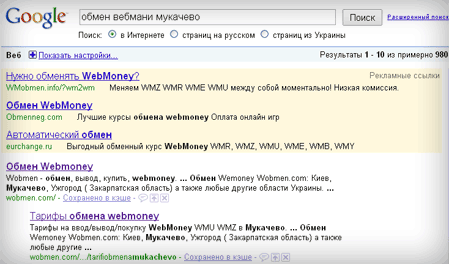 Google обмен вебмани мукачево Поиск Расширенный поиск
Поиск: в Интернете страниц на русском страниц из Украины
Веб Показать настройки... Результаты 1 - 10 из примерно 980
Нужно обменять WebMoney? Рекламные ссылки
WMobmen.info/?wm2wm Меняем WMZ WMR WME WMU между собой моментально! Низкая комиссия.
Обмен WebMoney
Obmenneg.com Лучшие курсы обмена webmoney Оплата онлайн игр
Автоматический обмен
eurchange.ru Выгодный обменный курс WebMoney WMR, WMZ, WMU, WME, WMB, WMY
Обмен Webmoney
Wobmen - обмен, вывод, купить, webmoney. ... Обмен Wemoney Wobmen.com: Киев,
Мукачево, Ужгород ( Закарпатская область) а также любые другие области Украины. ...
wobmen.com/ - Сохранено в кэше -
Тарифы обмена webmoney
Тарифы на ввод/вывод/покупку WebMoney WMU WMZ в Мукачево. ... Обмен
Wemoney Wobmen.com: Киев, Мукачево, Ужгород ( Закарпатская область) а также
любые другие ...
wobmen.com/.../tarifiobmenamukachevo - Сохранено в кэше -